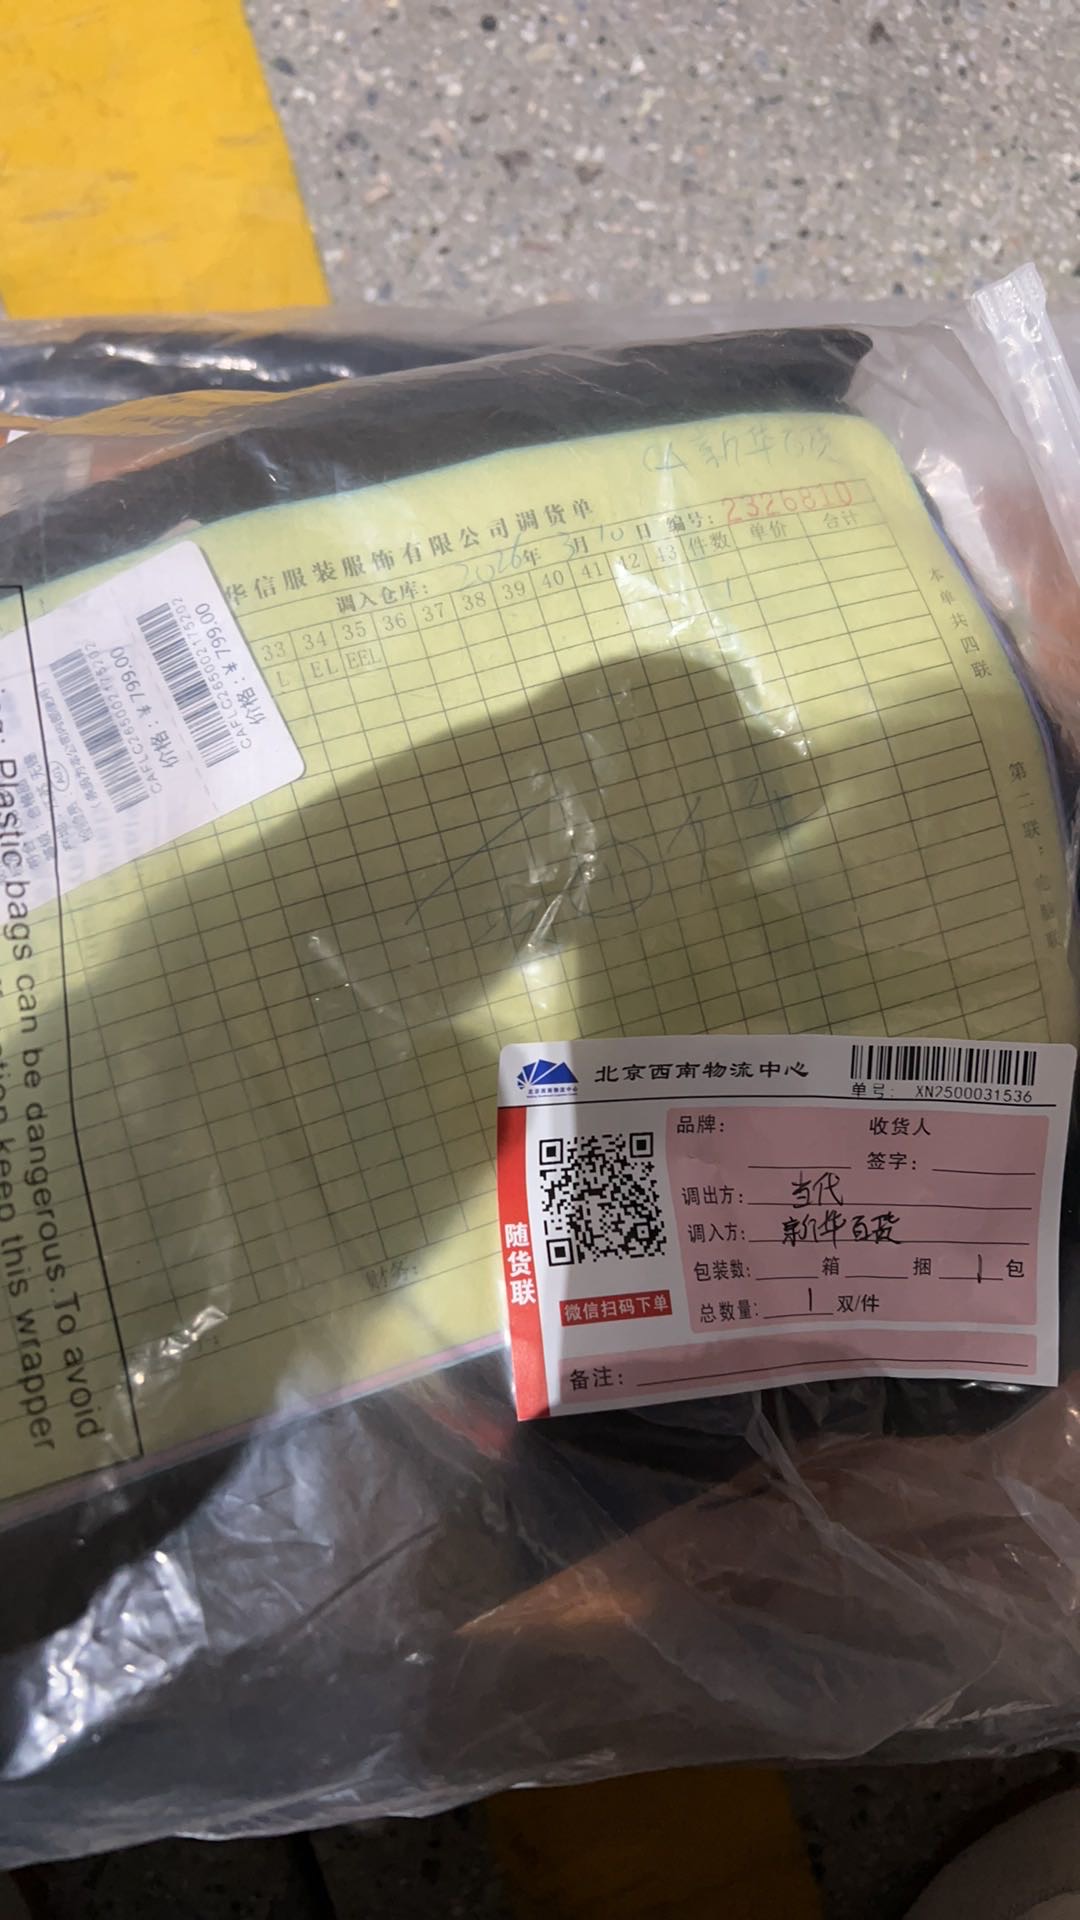 CA 新华百货
华信服装服饰有限公司调货单
调入仓库: 2026年 3月 10日 编号: 2326810
33 34 35 36 37 38 39 40 41 42 43 件数 单价 合计
L EL EEL
1
本单共四联
第二联:
财务:
CAFLC265002175202
价格:¥799.00
价格:¥799.00
Plastic bags can be dangerous.To avoid
keep this wrapper
北京西南物流中心
单号: XN2500031536
品牌: 收货人
签字:
调出方: 当代
调入方: 新华百货
包装数: 箱 捆 1 包
总数量: 1 双/件
备注:
随货联
微信扫码下单